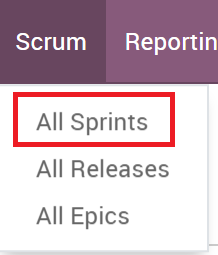 Scrum Reportin
All Sprints
All Releases
All Epics